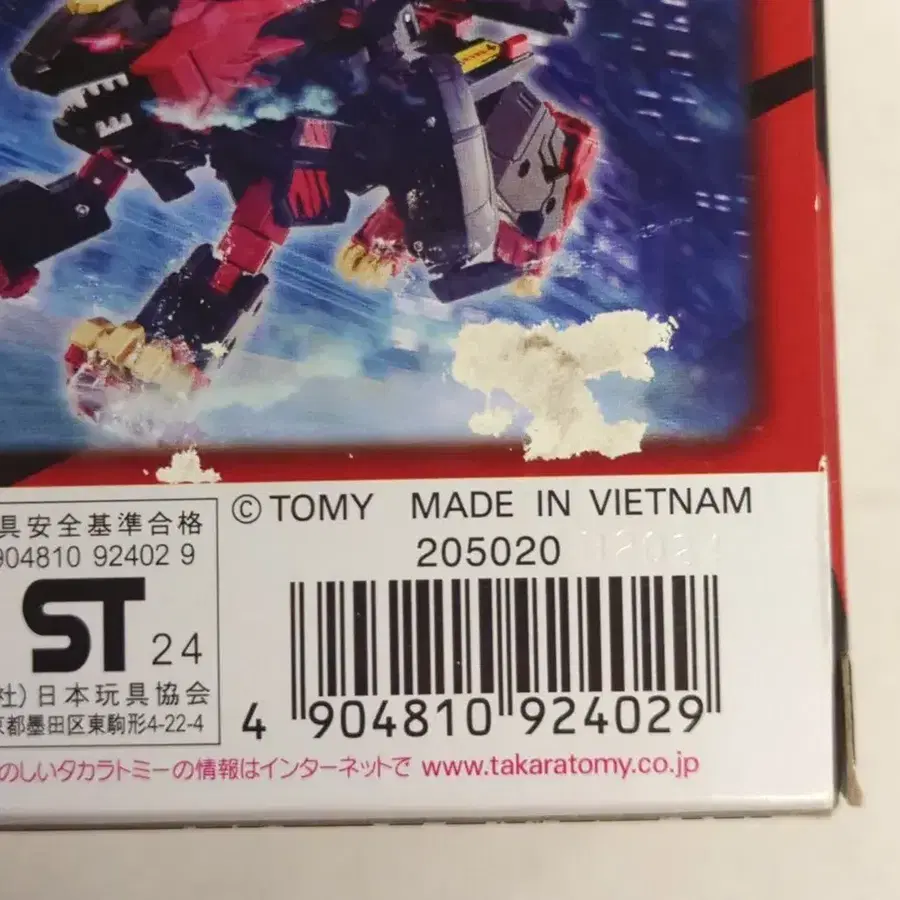 © TOMY MADE IN VIETNAM
205020
具安全基準合格
904810 92402 9
ST 24
社)日本玩具協会
京都墨田区東駒形4-22-4
4 904810 924029
のしいタカラトミーの情報はインターネットで www.takaratomy.co.jp